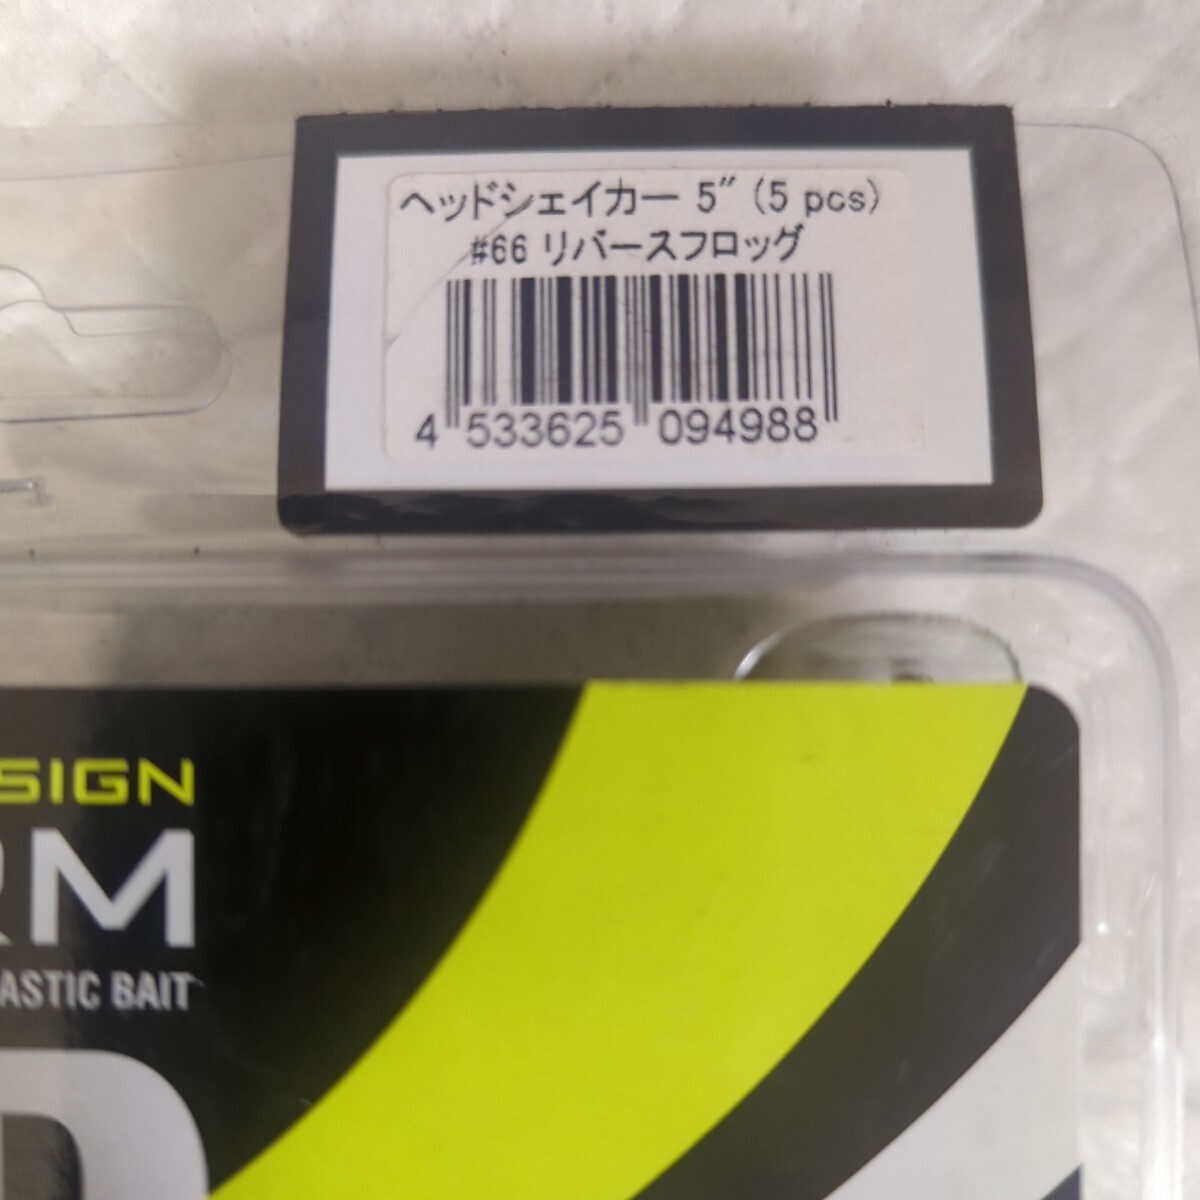 ヘッドシェイカー 5" (5 pcs)
#66 リバースフロッグ
4 533625 094988
SIGN
RM
ASTIC BAIT